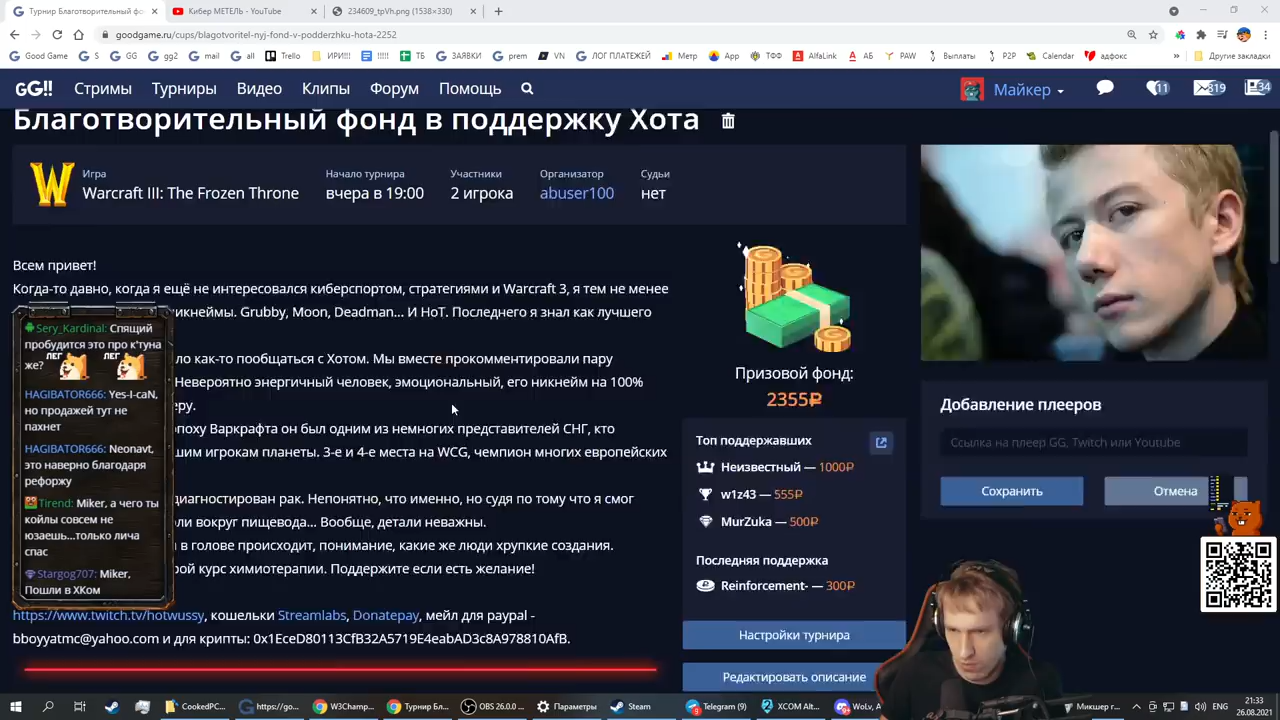 Турнир Благотворительный фо
Кибер МЕТЕЛЬ - YouTube
234609_tpVh.png (1538×330)
goodgame.ru/cups/blagotvoritel-nyj-fond-v-podderzhku-hota-2252
Good Game
S
GG
gg2
mail
all
Trello
ИРИ!!!
!!!!!
ТБ
ЗАЯВКИ
prem
VN
ЛОГ ПЛАТЕЖЕЙ
Метр
App
ТФФ
AlfaLink
АБ
PAW
Выплаты
P2P
Calendar
адфокс
Другие закладки
GG!!
Стримы
Турниры
Видео
Клипы
Форум
Помощь
Майкер
11
819
34
Благотворительный фонд в поддержку Хота
Игра
Начало турнира
Участники
Организатор
Судьи
Warcraft III: The Frozen Throne
вчера в 19:00
2 игрока
abuser100
нет
Всем привет!
Когда-то давно, когда я ещё не интересовался киберспортом, стратегиями и Warcraft 3, я тем не менее
никнеймы. Grubby, Moon, Deadman... И HoT. Последнего я знал как лучшего
ло как-то пообщаться с Хотом. Мы вместе прокомментировали пару
Невероятно энергичный человек, эмоциональный, его никнейм на 100%
еру.
эпоху Варкрафта он был одним из немногих представителей СНГ, кто
шим игрокам планеты. 3-е и 4-е места на WCG, чемпион многих европейских
диагностирован рак. Непонятно, что именно, но судя по тому что я смог
оли вокруг пищевода... Вообще, детали неважны.
в голове происходит, понимание, какие же люди хрупкие создания.
рой курс химиотерапии. Поддержите если есть желание!
https://www.twitch.tv/hotwussy, кошельки Streamlabs, Donatepay, мейл для paypal -
bboyyatmc@yahoo.com и для крипты: 0x1EceD80113CfB32A5719E4eabAD3c8A978810AfB.
Sery_Kardinal: Спящий
пробудится это про к*туна
же?
ЛЕГ
ЛЕГ
HAGIBATOR666: Yes-I-caN,
но продажей тут не
пахнет
HAGIBATOR666: Neonavt,
это наверно благодаря
рефоржу
Tirend: Miker, а чего ты
койлы совсем не
юзаешь...только лича
спас
Stargog707: Miker,
Пошли в ХКом
Призовой фонд:
2355₽
Топ поддержавших
Неизвестный — 1000₽
w1z43 — 555₽
MurZuka — 500₽
Последняя поддержка
Reinforcement- — 300₽
Настройки турнира
Редактировать описание
Добавление плееров
Ссылка на плеер GG, Twitch или Youtube
Сохранить
Отмена
CookedPC...
https://go...
W3Champ...
Турнир Бл...
OBS 26.0.0 ...
Параметры
Steam
Telegram (9)
XCOM Alt...
Wolv, А...
Микшер г...
21:33
26.08.2021